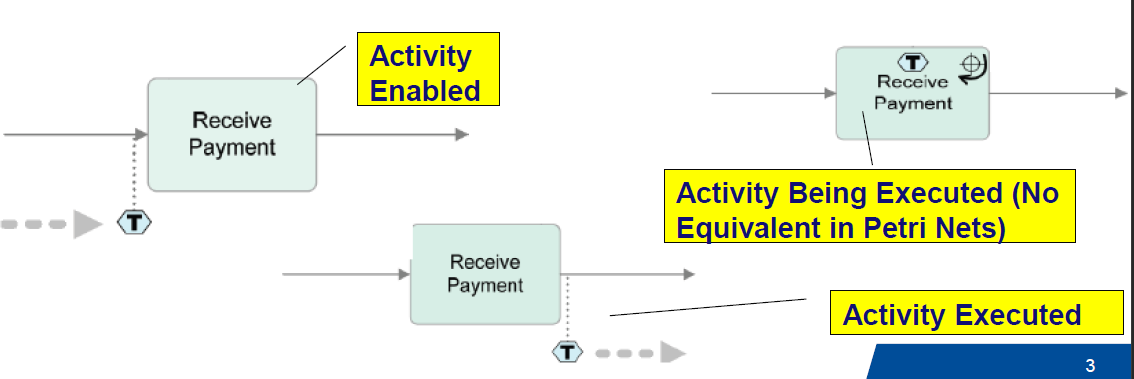 Activity
Enabled
Receive
Payment
T
T
Receive
Payment
Activity Being Executed (No
Equivalent in Petri Nets)
Receive
Payment
T
Activity Executed
3